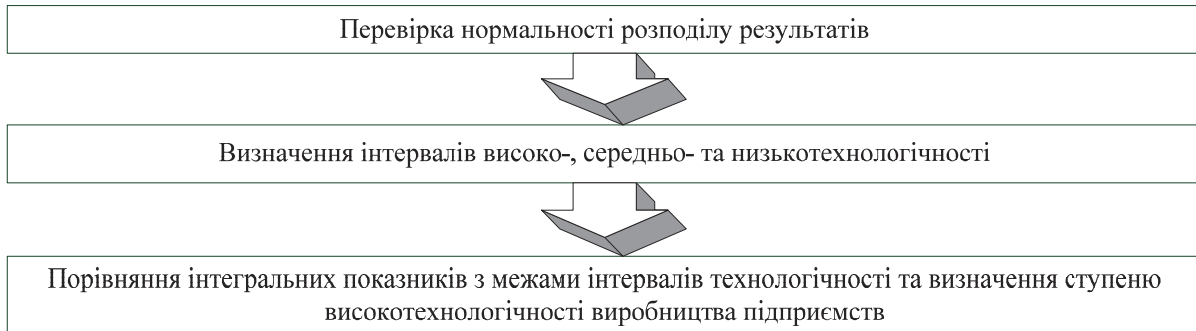 Перевірка нормальності розподілу результатів
Визначення інтервалів високо-, середньо- та низькотехнологічності
Порівняння інтегральних показників з межами інтервалів технологічності та визначення ступеню
високотехнологічності виробництва підприємств